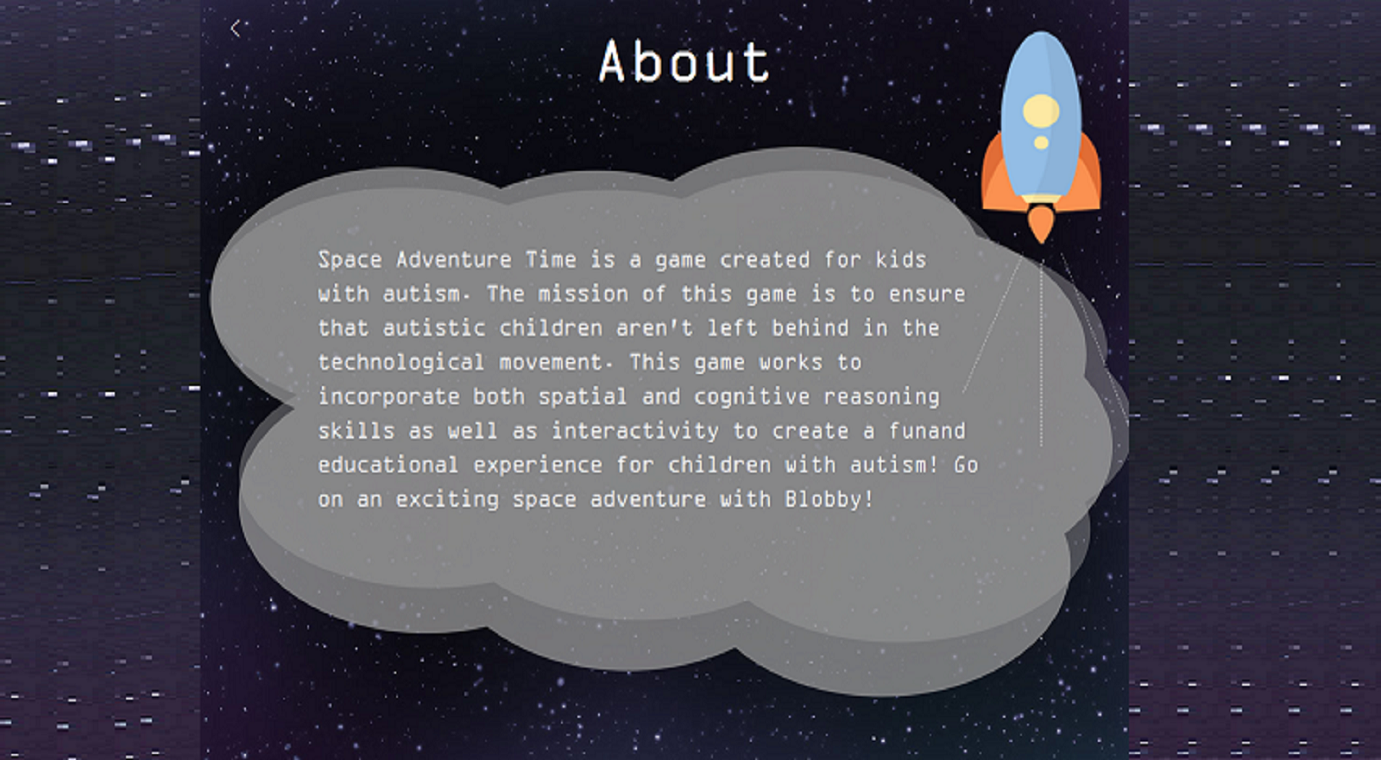 About
Space Adventure Time is a game created for kids
with autism. The mission of this game is to ensure
that autistic children aren't left behind in the
technological movement. This game works to
incorporate both spatial and cognitive reasoning
skills as well as interactivity to create a funand
educational experience for children with autism! Go
on an exciting space adventure with Blobby!